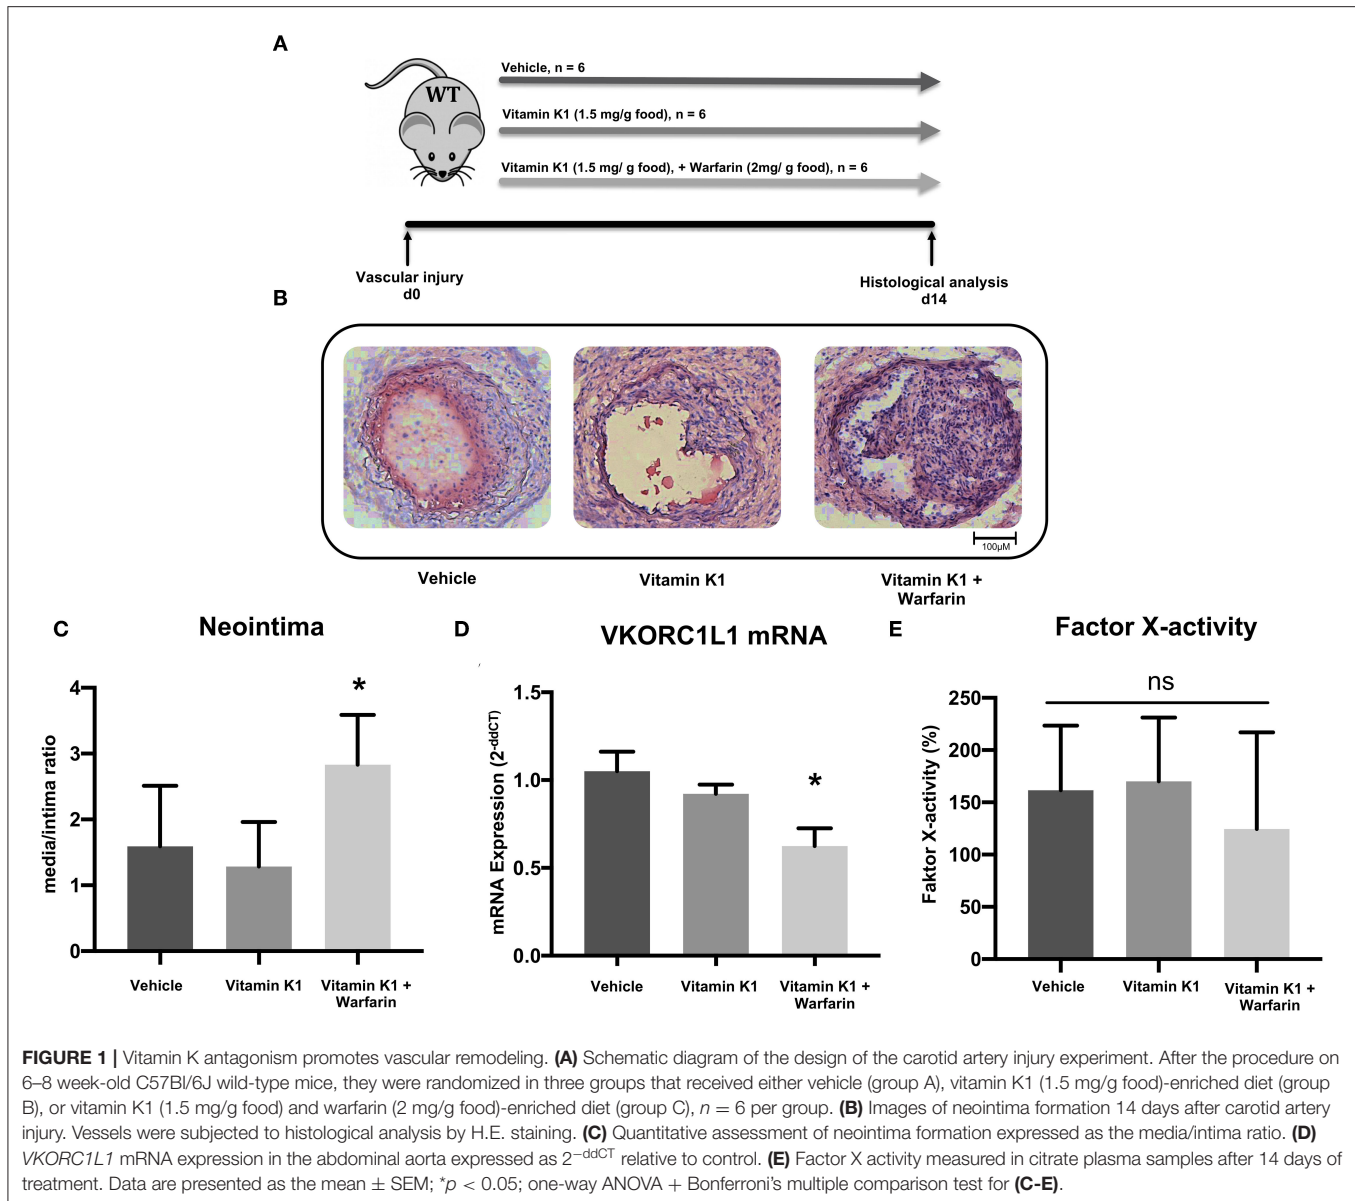 A
WT
Vehicle, n = 6
Vitamin K1 (1.5 mg/g food), n = 6
Vitamin K1 (1.5 mg/ g food), + Warfarin (2mg/ g food), n = 6
Vascular injury
d0
Histological analysis
d14
B
100µM
Vehicle
Vitamin K1
Vitamin K1 +
Warfarin
C
Neointima
media/intima ratio
4
3
2
1
0
*
Vehicle
Vitamin K1
Vitamin K1 +
Warfarin
D
VKORC1L1 mRNA
mRNA Expression (2^-ddCT)
1.5
1.0
0.5
0.0
*
Vehicle
Vitamin K1
Vitamin K1 +
Warfarin
E
Factor X-activity
Faktor X-activity (%)
250
200
150
100
50
0
ns
Vehicle
Vitamin K1
Vitamin K1 +
Warfarin
FIGURE 1 | Vitamin K antagonism promotes vascular remodeling. (A) Schematic diagram of the design of the carotid artery injury experiment. After the procedure on
6–8 week-old C57Bl/6J wild-type mice, they were randomized in three groups that received either vehicle (group A), vitamin K1 (1.5 mg/g food)-enriched diet (group
B), or vitamin K1 (1.5 mg/g food) and warfarin (2 mg/g food)-enriched diet (group C), n = 6 per group. (B) Images of neointima formation 14 days after carotid artery
injury. Vessels were subjected to histological analysis by H.E. staining. (C) Quantitative assessment of neointima formation expressed as the media/intima ratio. (D)
VKORC1L1 mRNA expression in the abdominal aorta expressed as 2^−ddCT relative to control. (E) Factor X activity measured in citrate plasma samples after 14 days of
treatment. Data are presented as the mean ± SEM; *p < 0.05; one-way ANOVA + Bonferroni's multiple comparison test for (C-E).